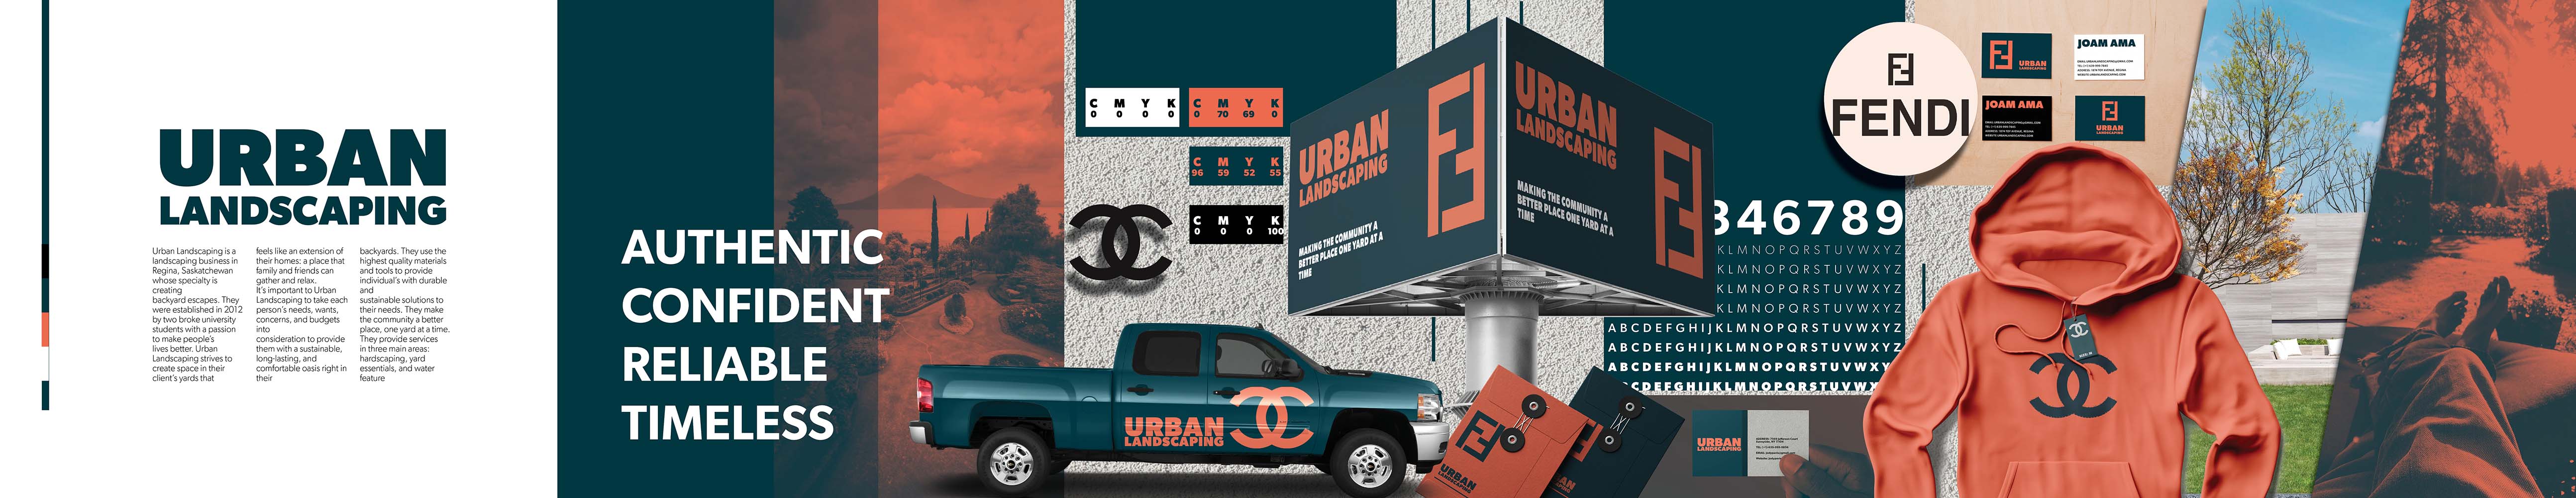 URBAN
LANDSCAPING
Urban Landscaping is a
landscaping business in
Regina, Saskatchewan
whose specialty is
creating
backyard escapes. They
were established in 2012
by two broke university
students with a passion
to make people's
lives better. Urban
Landscaping strives to
create space in their
client's yards that
feels like an extension of
their homes: a place that
family and friends can
gather and relax.
It's important to Urban
Landscaping to take each
person's needs, wants,
concerns, and budgets
into
consideration to provide
them with a sustainable,
long-lasting, and
comfortable oasis right in
their
backyards. They use the
highest quality materials
and tools to provide
individual's with durable
and
sustainable solutions to
their needs. They make
the community a better
place, one yard at a time.
They provide services
in three main areas:
hardscaping, yard
essentials, and water
feature
AUTHENTIC
CONFIDENT
RELIABLE
TIMELESS
C M Y K
0 0 0 0
C M Y K
0 70 69 0
C M Y K
96 59 52 55
C M Y K
0 0 0 100
URBAN
LANDSCAPING
URBAN
LANDSCAPING
MAKING THE COMMUNITY A
BETTER PLACE ONE YARD AT A
TIME
URBAN
LANDSCAPING
MAKING THE COMMUNITY A
BETTER PLACE ONE YARD AT A
TIME
346789
KLMNOPQRSTUVWXYZ
KLMNOPQRSTUVWXYZ
KLMNOPQRSTUVWXYZ
KLMNOPQRSTUVWXYZ
ABCDEFGHIJKLMNOPQRSTUVWXYZ
ABCDEFGHIJKLMNOPQRSTUVWXYZ
ABCDEFGHIJKLMNOPQRSTUVWXYZ
BCDEFGHIJKLMNOPQRSTUVWX
URBAN
LANDSCAPING
URBAN
LANDSCAPING
FENDI
URBAN
LANDSCAPING
JOAM AMA
JOAM AMA
URBAN
LANDSCAPING